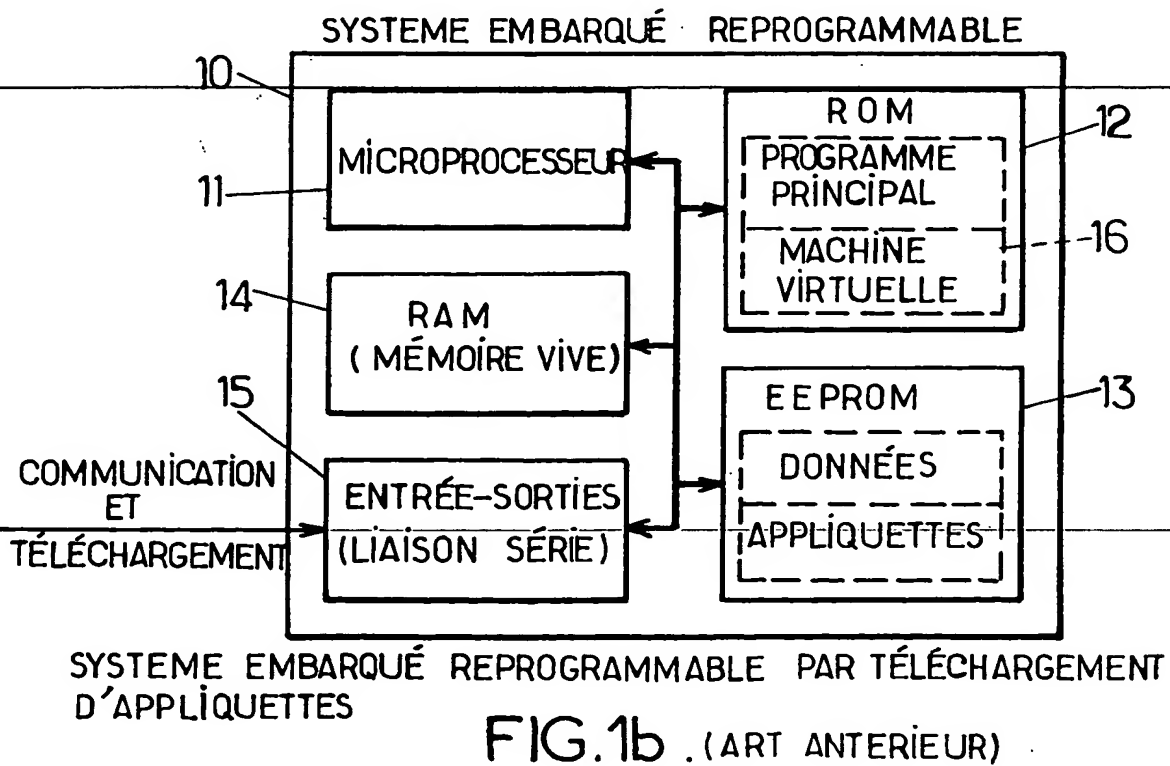 SYSTEME EMBARQUÉ REPROGRAMMABLE
10
MICROPROCESSEUR
11
ROM
12
PROGRAMME
PRINCIPAL
MACHINE
VIRTUELLE
16
14
RAM
(MÉMOIRE VIVE)
EEPROM
13
DONNÉES
APPLIQUETTES
15
ENTRÉE-SORTIES
(LIAISON SÉRIE)
COMMUNICATION
ET
TÉLÉCHARGEMENT
SYSTEME EMBARQUÉ REPROGRAMMABLE PAR TÉLÉCHARGEMENT
D'APPLIQUETTES
FIG.1b . (ART ANTERIEUR)